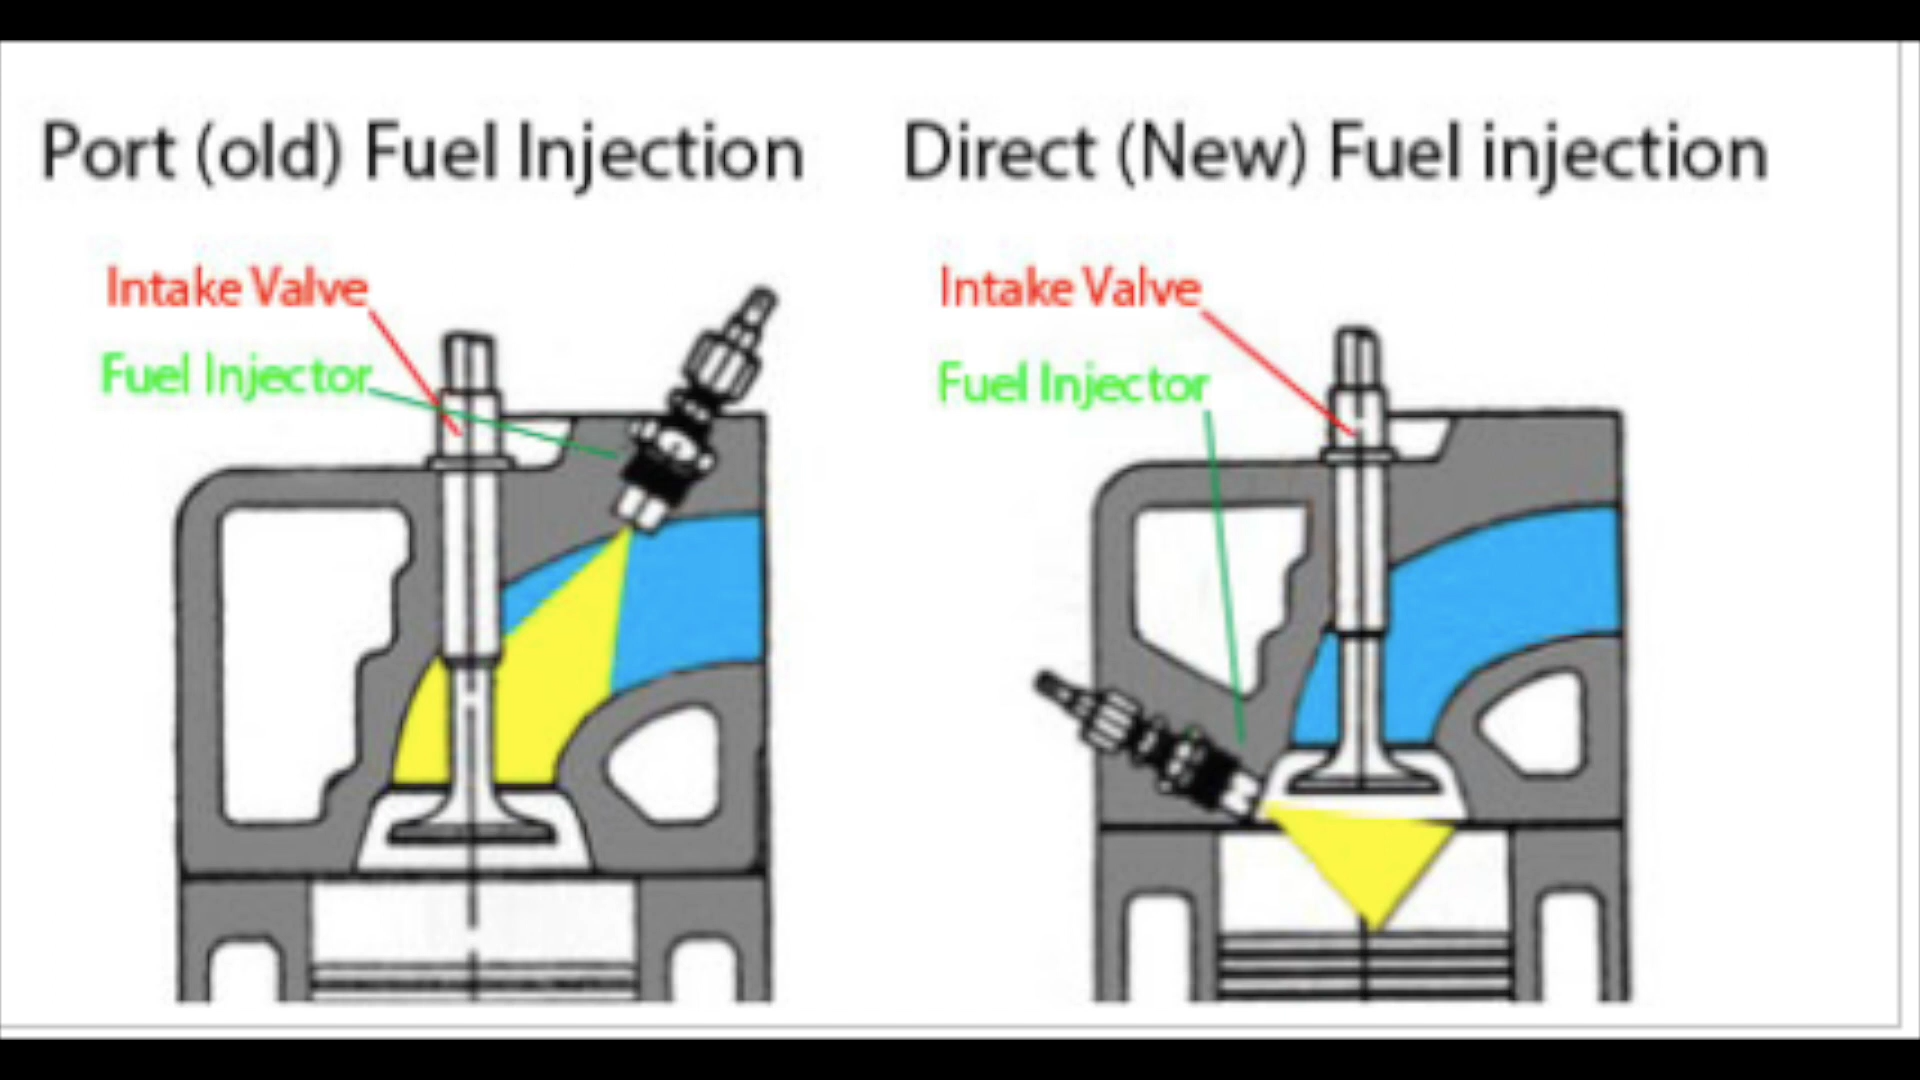 Port (old) Fuel Injection
Direct (New) Fuel injection
Intake Valve
Fuel Injector
Intake Valve
Fuel Injector